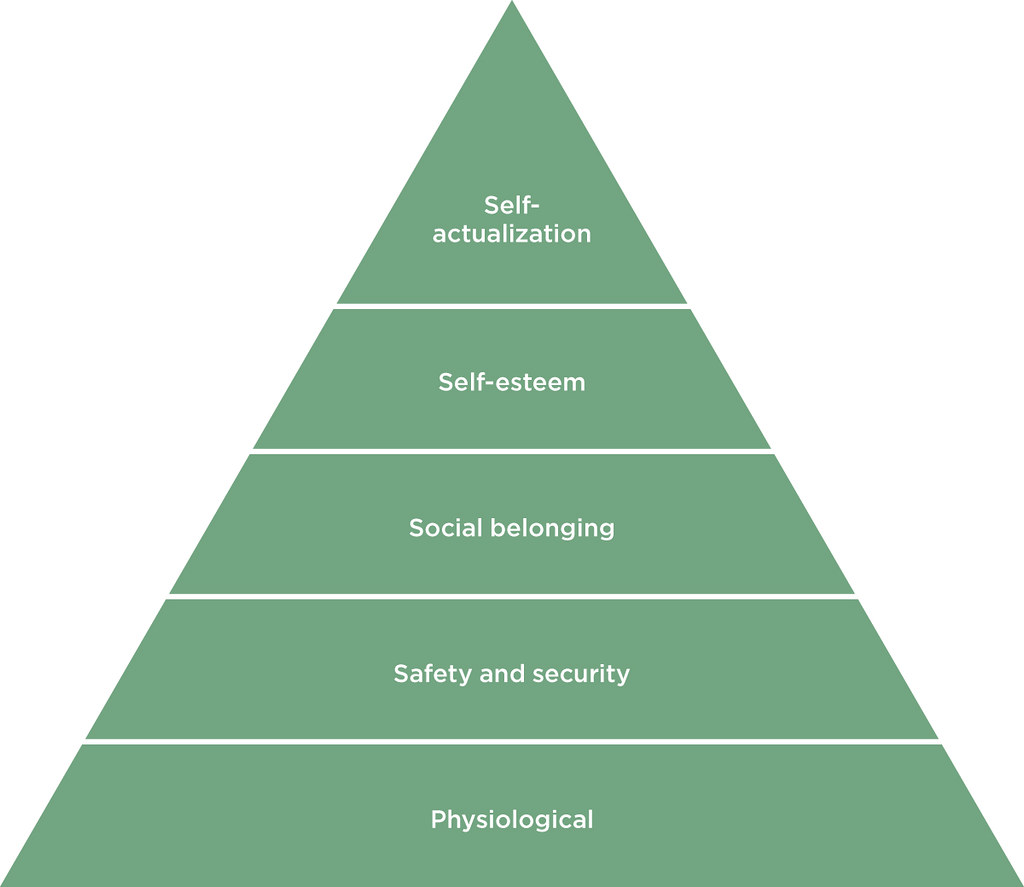 Self-
actualization
Self-esteem
Social belonging
Safety and security
Physiological